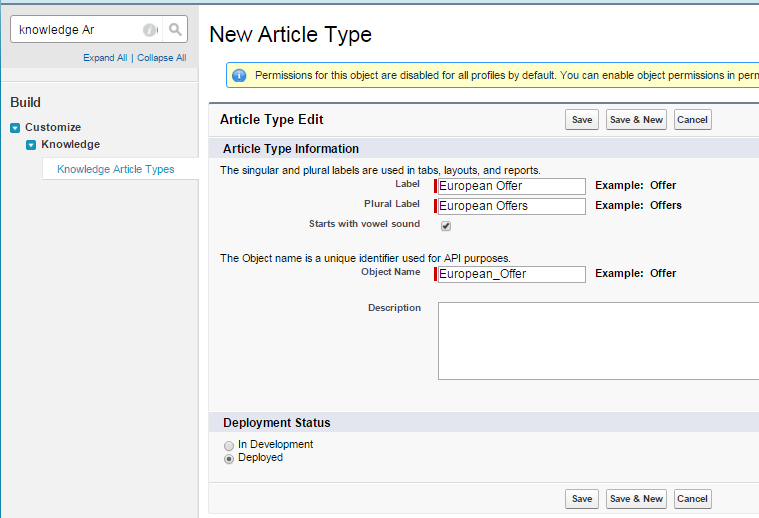 knowledge Ar
Expand All | Collapse All
Build
Customize
Knowledge
Knowledge Article Types
New Article Type
Permissions for this object are disabled for all profiles by default. You can enable object permissions in perm
Article Type Edit
Save
Save & New
Cancel
Article Type Information
The singular and plural labels are used in tabs, layouts, and reports.
Label European Offer Example: Offer
Plural Label European Offers Example: Offers
Starts with vowel sound
The Object name is a unique identifier used for API purposes.
Object Name European_Offer Example: Offer
Description
Deployment Status
In Development
Deployed
Save
Save & New
Cancel